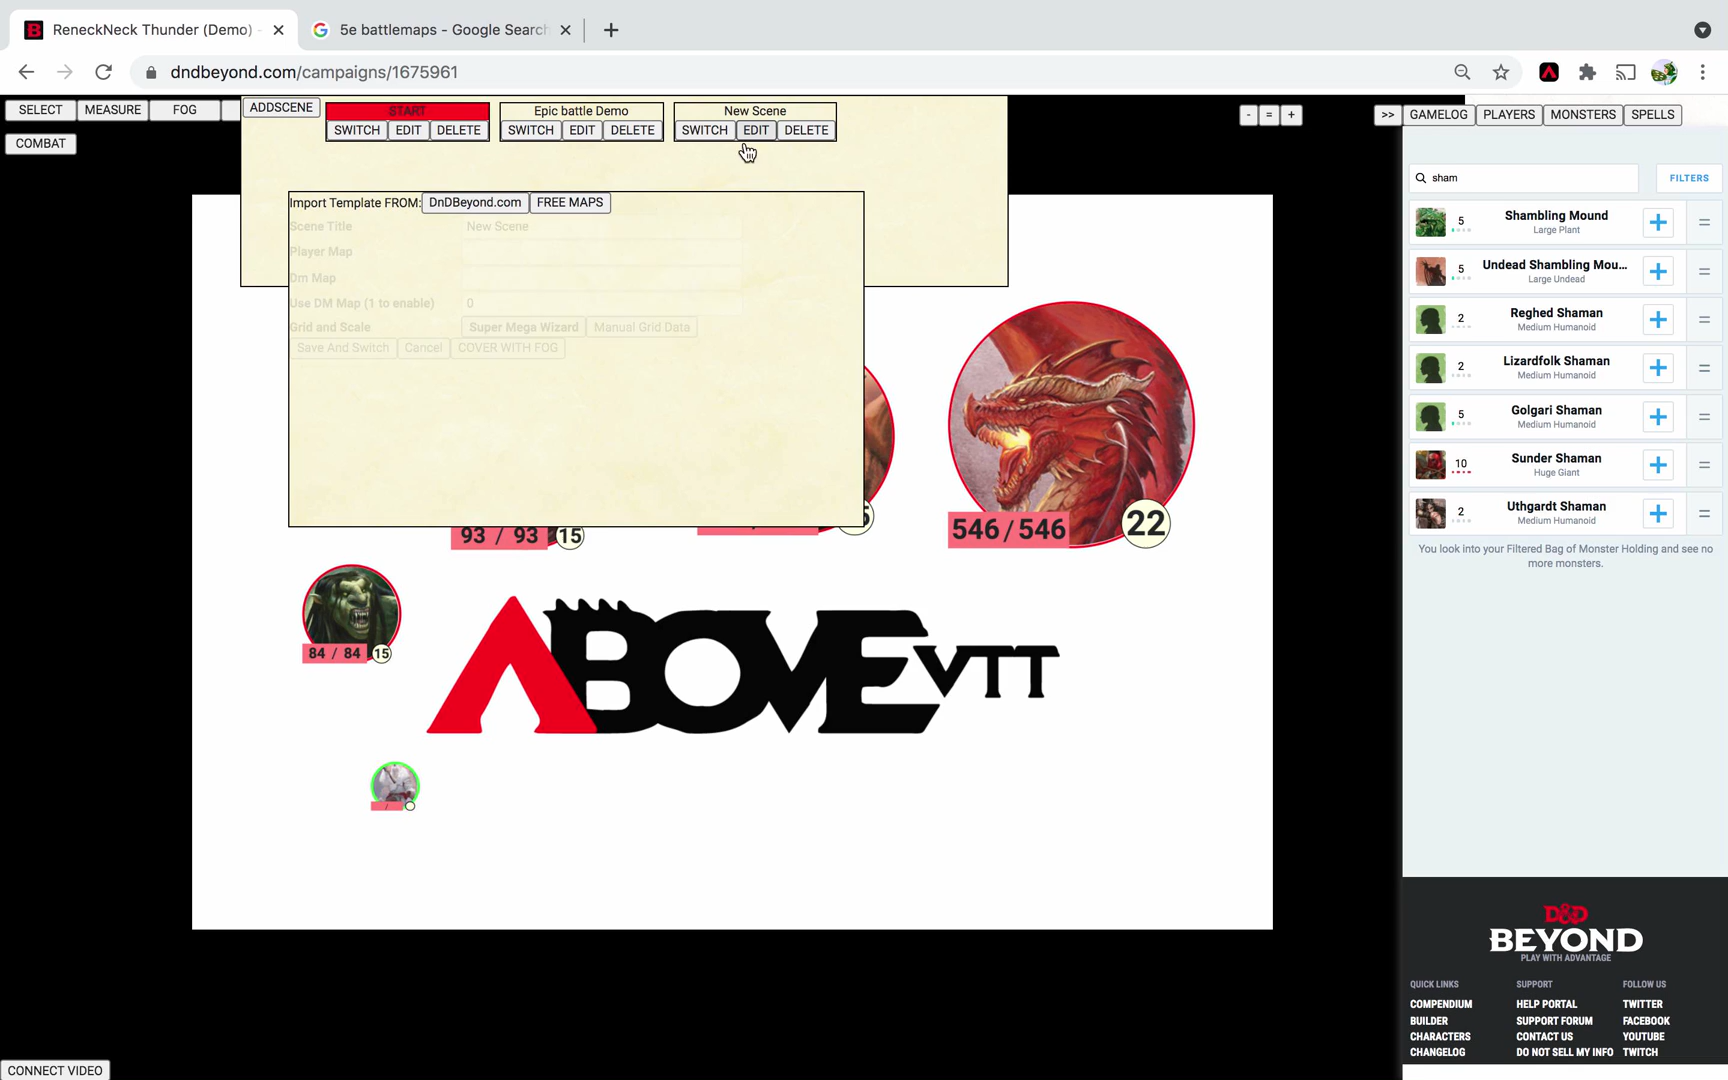 ReneckNeck Thunder (Demo) -
5e battlemaps - Google Search
dndbeyond.com/campaigns/1675961
SELECT
MEASURE
FOG
COMBAT
ADDSCENE
START
SWITCH EDIT DELETE
Epic battle Demo
SWITCH EDIT DELETE
New Scene
SWITCH EDIT DELETE
- = +
>> GAMELOG PLAYERS MONSTERS SPELLS
Import Template FROM: DnDBeyond.com FREE MAPS
Scene Title New Scene
Player Map
Dm Map
Use DM Map (1 to enable) 0
Grid and Scale Super Mega Wizard Manual Grid Data
Save And Switch Cancel COVER WITH FOG
93 / 93 15
546/546 22
84 / 84 15
/
ABOVEVTT
sham
FILTERS
5 Shambling Mound
Large Plant
5 Undead Shambling Mou...
Large Undead
2 Reghed Shaman
Medium Humanoid
2 Lizardfolk Shaman
Medium Humanoid
5 Golgari Shaman
Medium Humanoid
10 Sunder Shaman
Huge Giant
2 Uthgardt Shaman
Medium Humanoid
You look into your Filtered Bag of Monster Holding and see no
more monsters.
D&D
BEYOND
PLAY WITH ADVANTAGE
QUICK LINKS
COMPENDIUM
BUILDER
CHARACTERS
CHANGELOG
SUPPORT
HELP PORTAL
SUPPORT FORUM
CONTACT US
DO NOT SELL MY INFO
FOLLOW US
TWITTER
FACEBOOK
YOUTUBE
TWITCH
CONNECT VIDEO